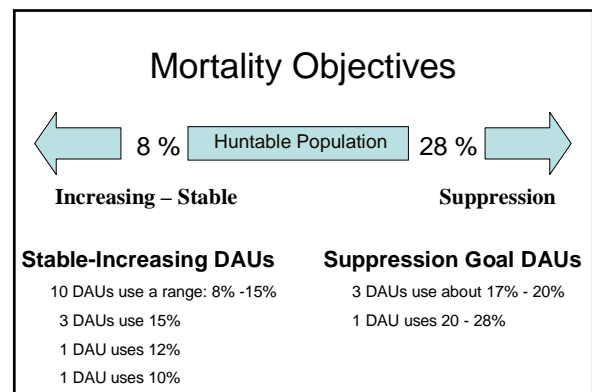 Mortality Objectives
8 % Huntable Population 28 %
Increasing – Stable Suppression
Stable-Increasing DAUs
10 DAUs use a range: 8% -15%
3 DAUs use 15%
1 DAU uses 12%
1 DAU uses 10%
Suppression Goal DAUs
3 DAUs use about 17% - 20%
1 DAU uses 20 - 28%